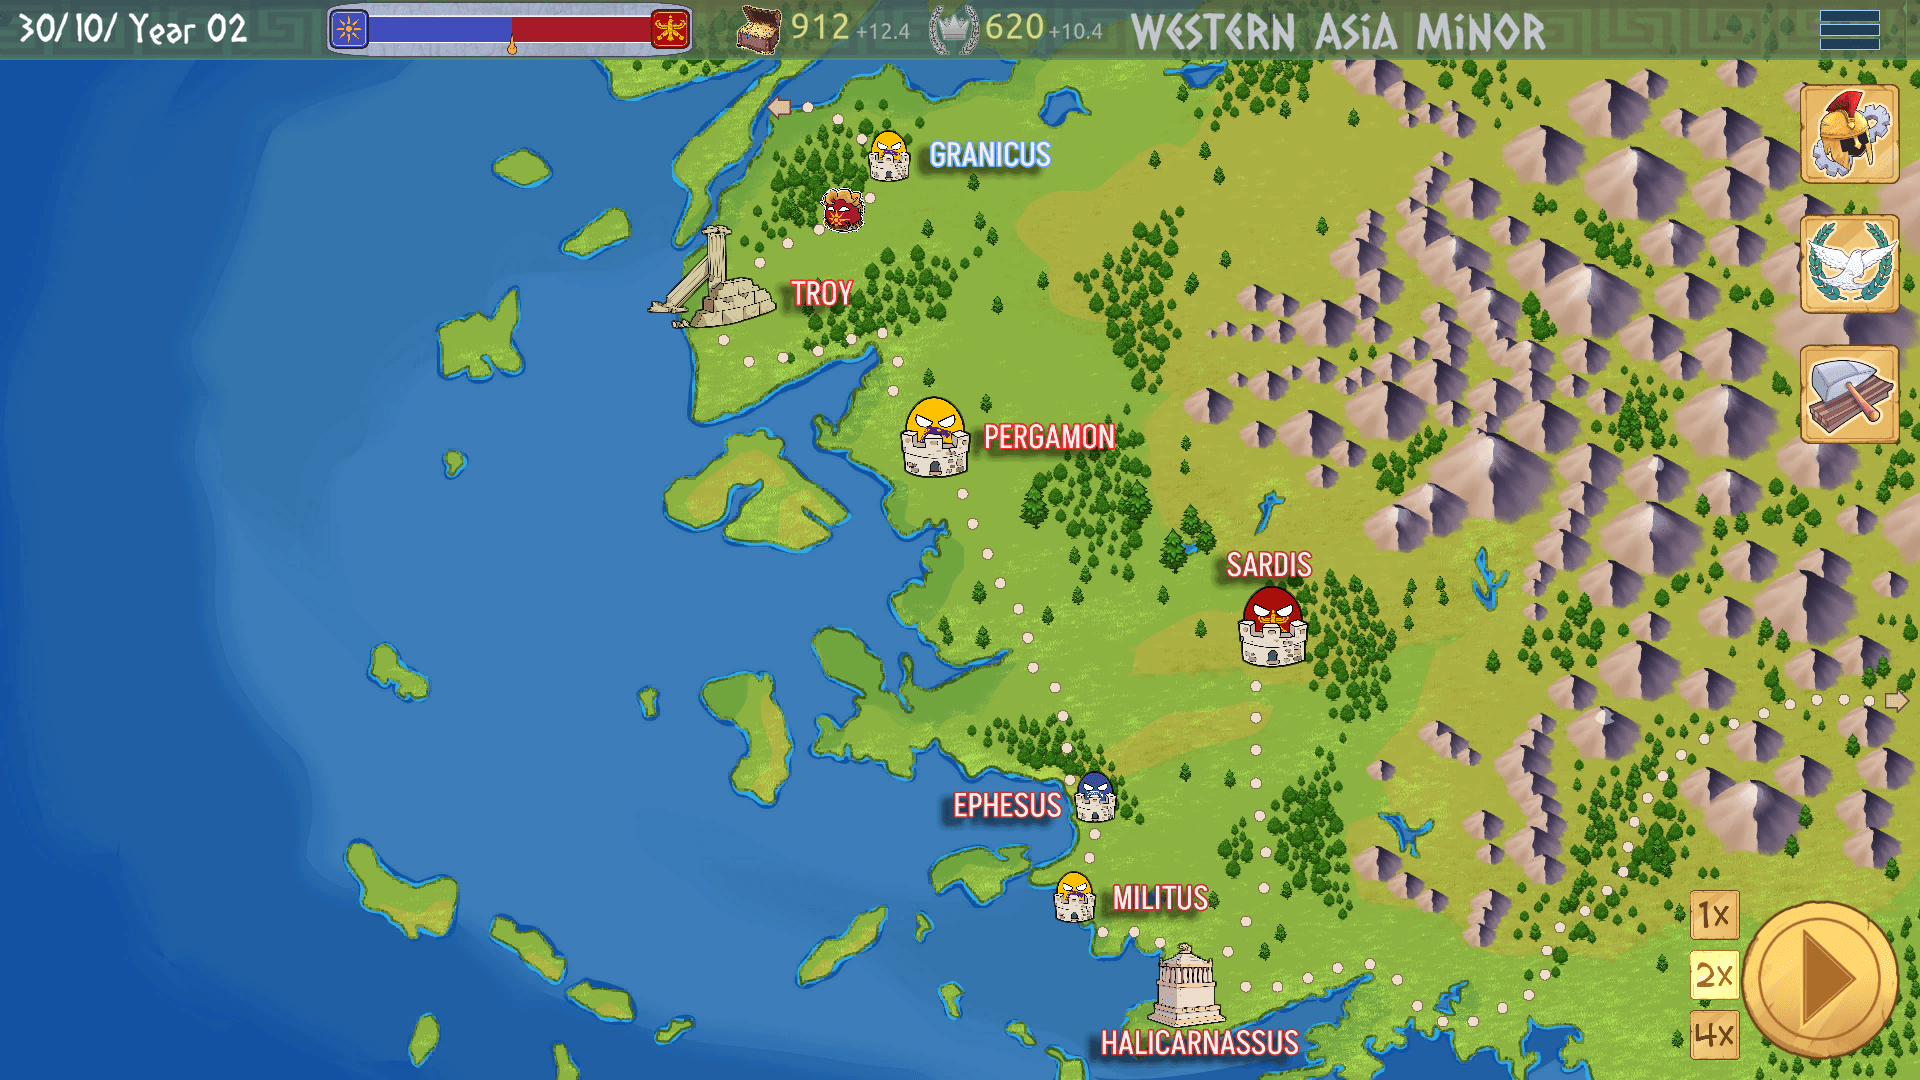 30/10/ Year 02
912 +12.4
620 +10.4
WESTERN ASIA MINOR
GRANICUS
TROY
PERGAMON
SARDIS
EPHESUS
MILITUS
HALICARNASSUS
1x
2x
4x